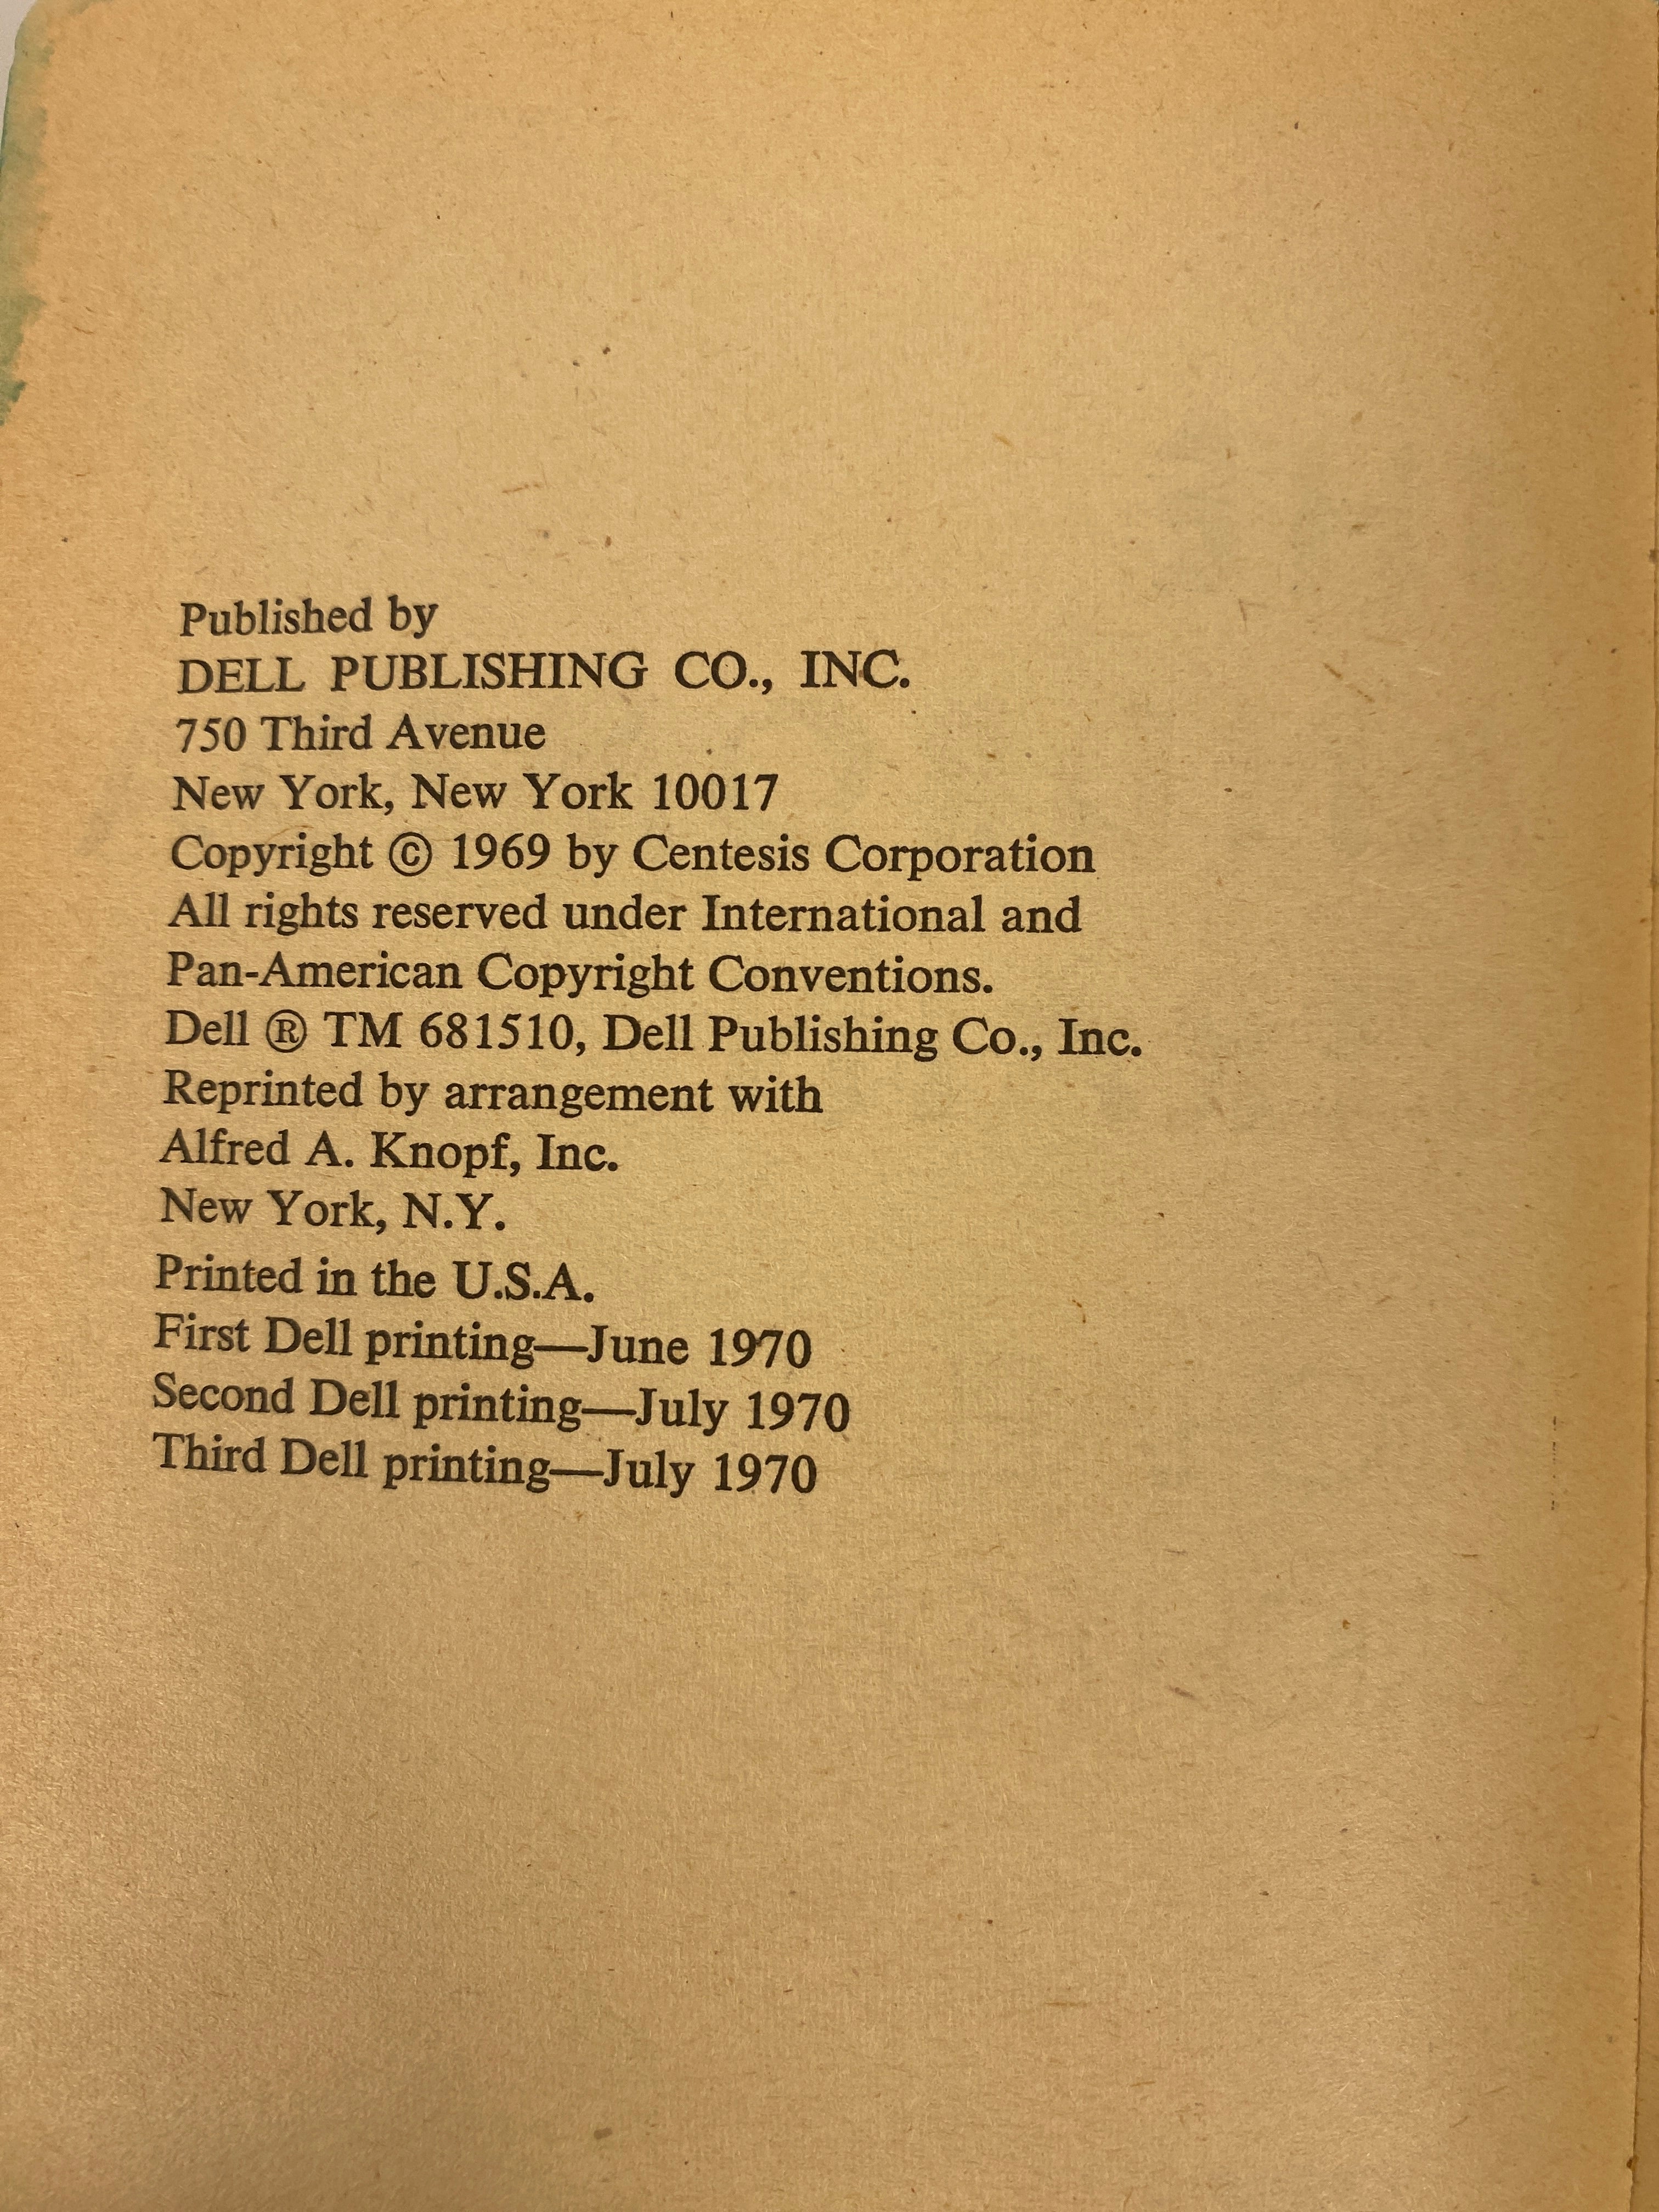 Published by
DELL PUBLISHING CO., INC.
750 Third Avenue
New York, New York 10017
Copyright © 1969 by Centesis Corporation
All rights reserved under International and
Pan-American Copyright Conventions.
Dell ® TM 681510, Dell Publishing Co., Inc.
Reprinted by arrangement with
Alfred A. Knopf, Inc.
New York, N.Y.
Printed in the U.S.A.
First Dell printing—June 1970
Second Dell printing—July 1970
Third Dell printing—July 1970